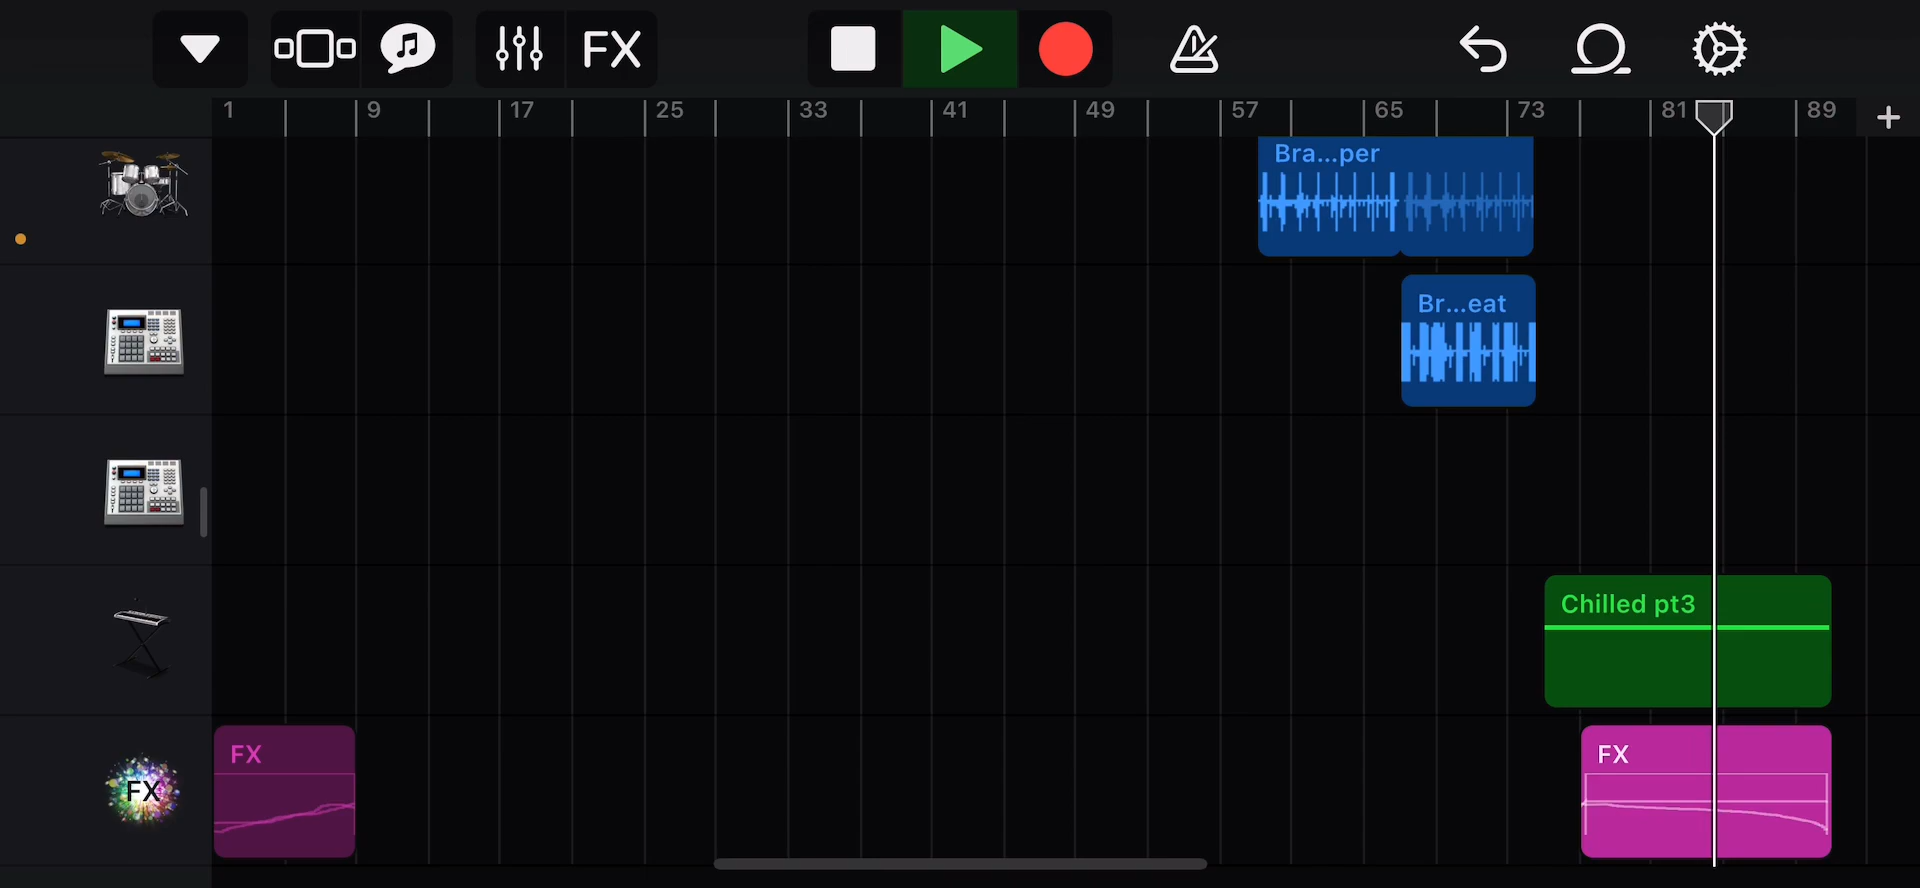 FX
1 9 17 25 33 41 49 57 65 73 81 89 +
Bra...per
Br...eat
Chilled pt3
FX FX
FX